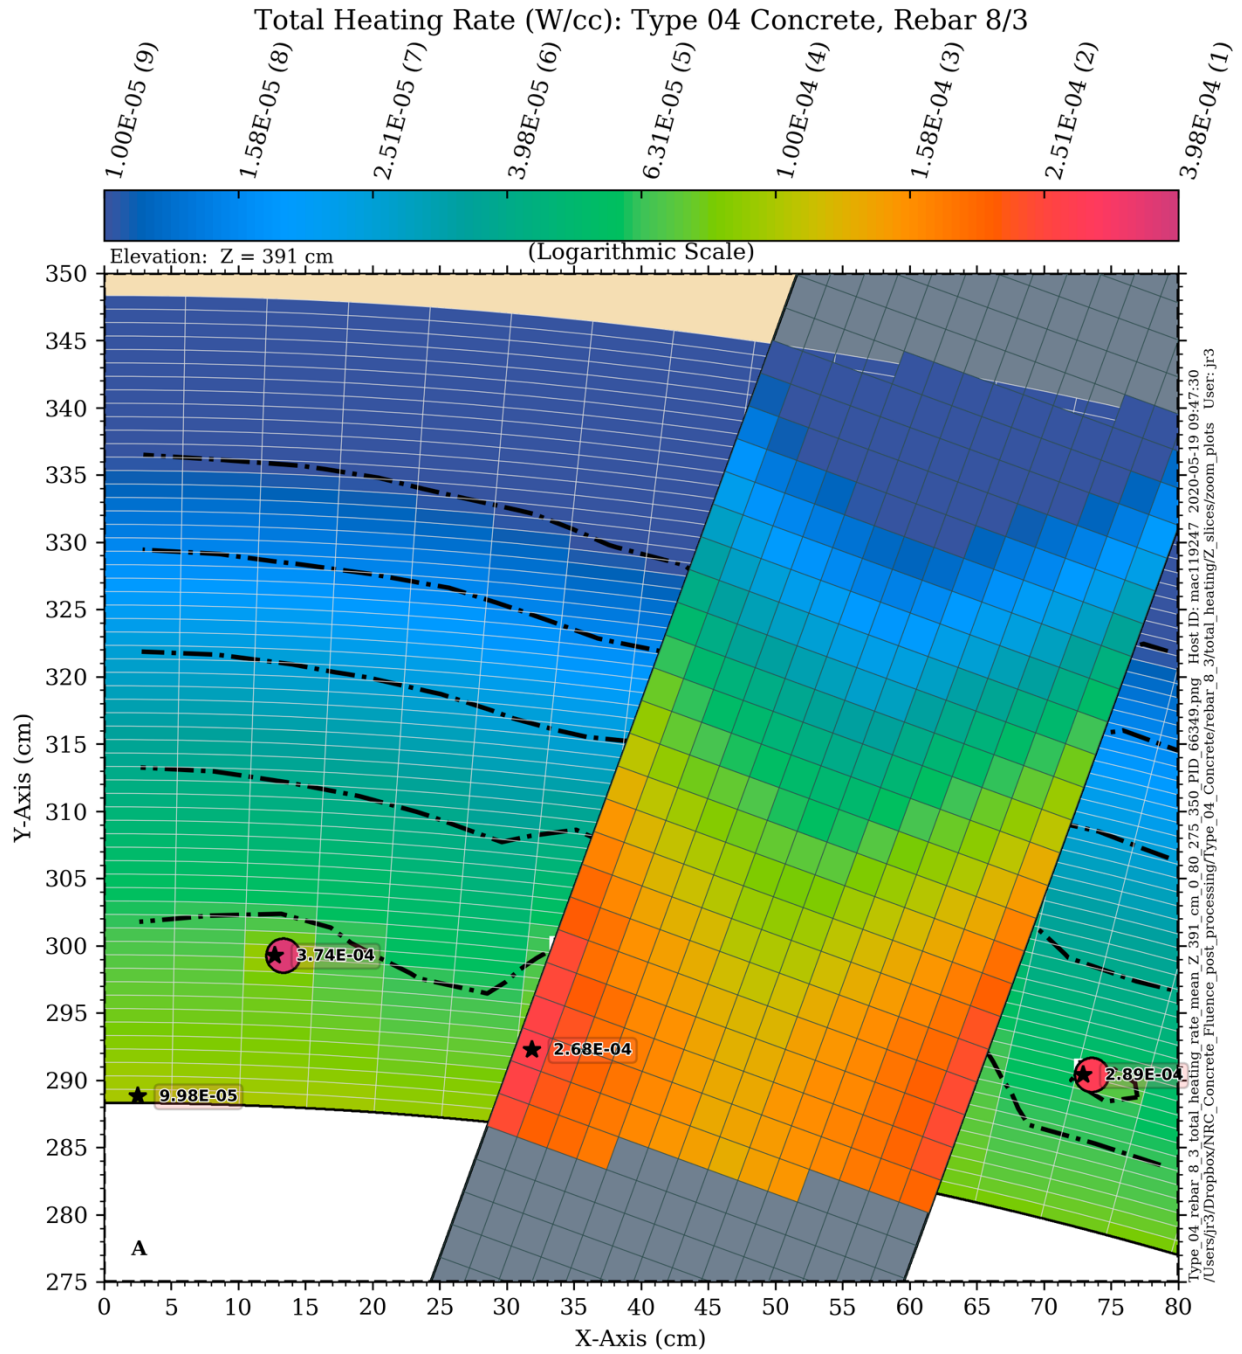 Total Heating Rate (W/cc): Type 04 Concrete, Rebar 8/3
1.00E-05 (9)
1.58E-05 (8)
2.51E-05 (7)
3.98E-05 (6)
6.31E-05 (5)
1.00E-04 (4)
1.58E-04 (3)
2.51E-04 (2)
3.98E-04 (1)
(Logarithmic Scale)
Elevation:  Z = 391 cm
350
345
340
335
330
325
320
315
310
305
300
295
290
285
280
275
Y-Axis (cm)
3.74E-04
2.68E-04
2.89E-04
9.98E-05
A
0 5 10 15 20 25 30 35 40 45 50 55 60 65 70 75 80
X-Axis (cm)
Type_04_rebar_8_3_total_heating_rate_mean_Z_391_cm_0_80_275_350_PID_66349.png   Host ID: mac119247   2020-05-19 09:47:30
/Users/jr3/Dropbox/NRC_Concrete_Fluence_post_processing/Type_04_Concrete/rebar_8_3/total_heating/Z_slices/zoom_plots   User: jr3